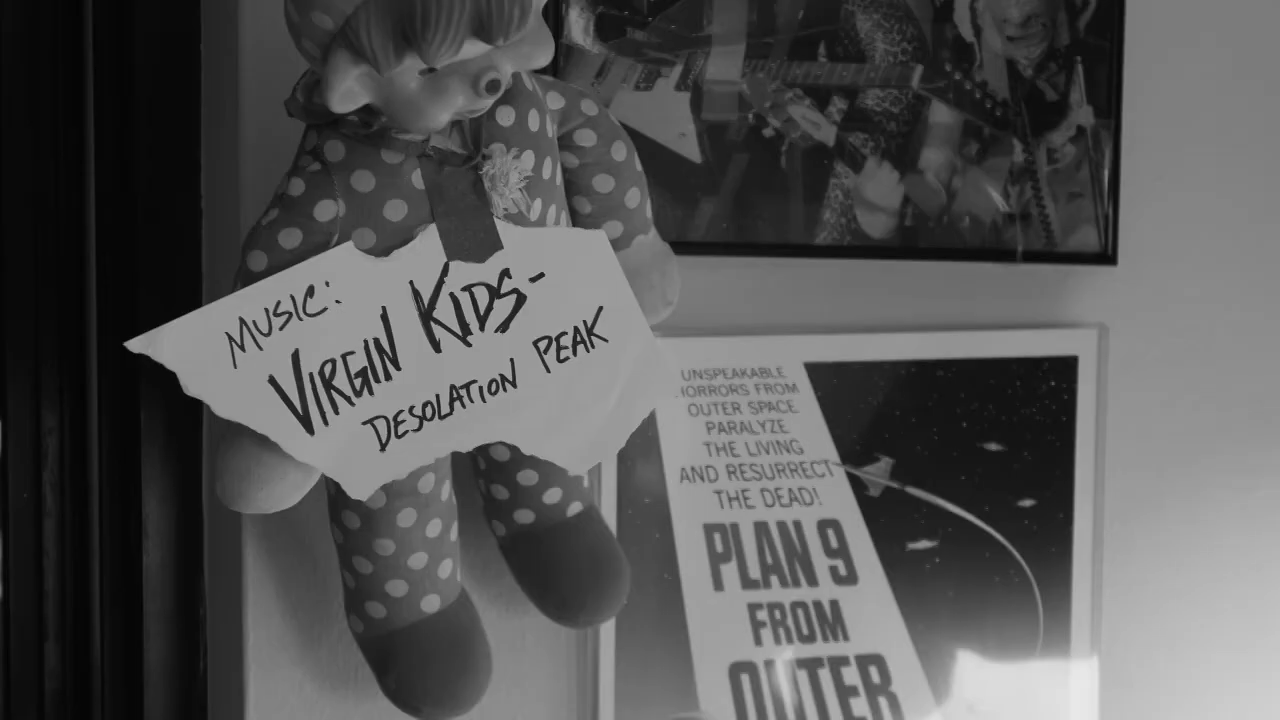 MUSIC:
VIRGIN KIDS-
DESOLATION PEAK
UNSPEAKABLE
HORRORS FROM
OUTER SPACE
PARALYZE
THE LIVING
AND RESURRECT
THE DEAD!
PLAN 9
FROM
OUTER